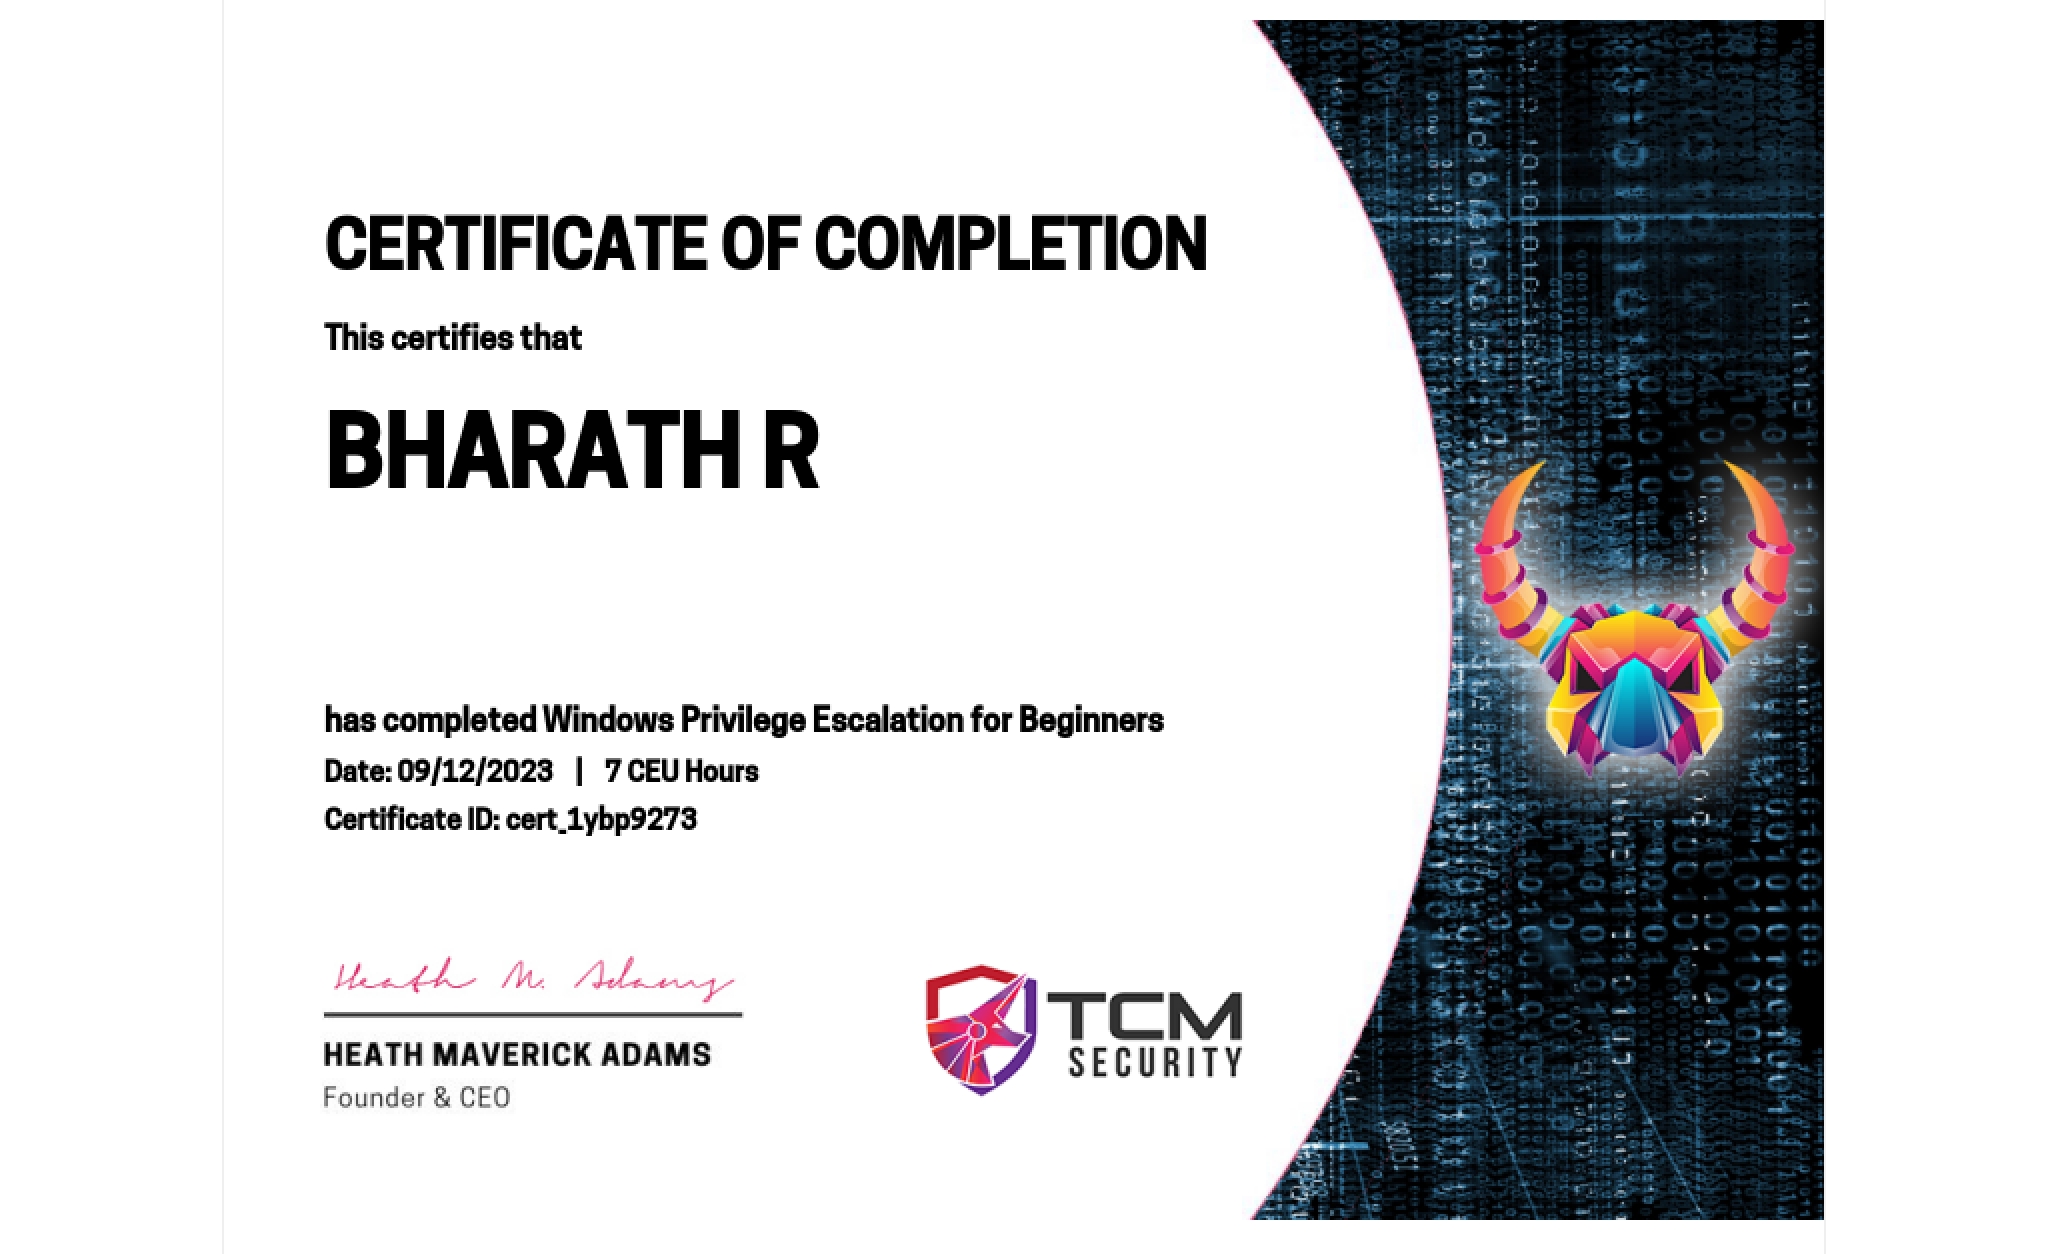 CERTIFICATE OF COMPLETION
This certifies that
BHARATH R
has completed Windows Privilege Escalation for Beginners
Date: 09/12/2023 | 7 CEU Hours
Certificate ID: cert_1ybp9273
Heath M. Adams
HEATH MAVERICK ADAMS
Founder & CEO
TCM
SECURITY